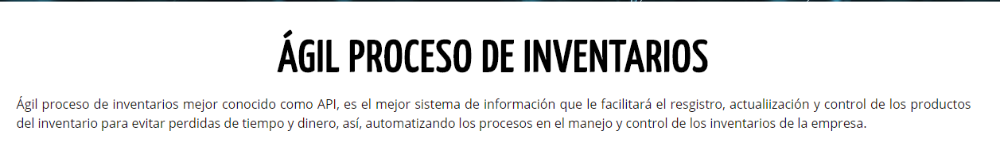 ÁGIL PROCESO DE INVENTARIOS
Ágil proceso de inventarios mejor conocido como API, es el mejor sistema de información que le facilitará el resgistro, actualiización y control de los productos
del inventario para evitar perdidas de tiempo y dinero, así, automatizando los procesos en el manejo y control de los inventarios de la empresa.